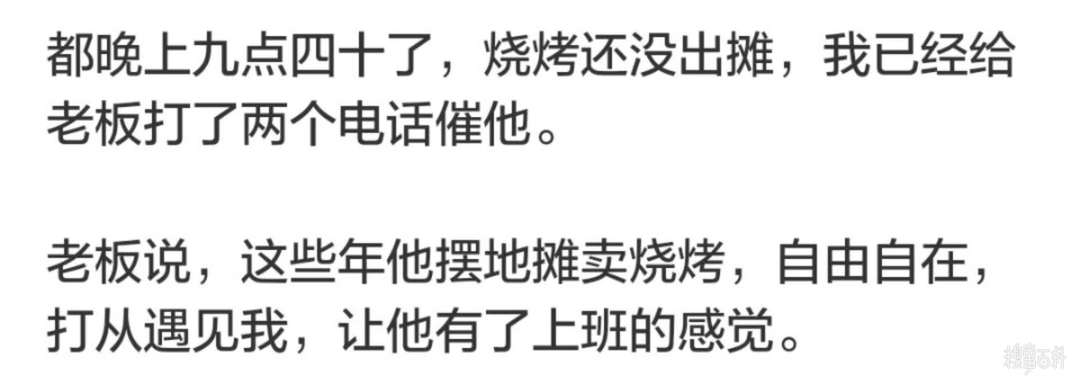 都晚上九点四十了，烧烤还没出摊，我已经给
老板打了两个电话催他。
老板说，这些年他摆地摊卖烧烤，自由自在，
打从遇见我，让他有了上班的感觉。